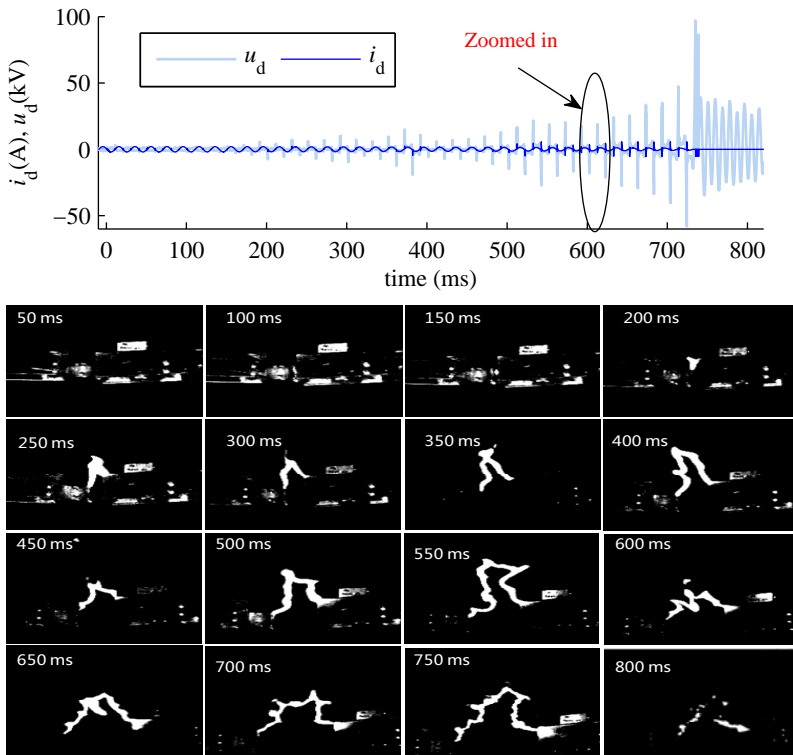 100
50
0
−50
i_d(A), u_d(kV)
u_d
i_d
Zoomed in
0 100 200 300 400 500 600 700 800
time (ms)
50 ms 100 ms 150 ms 200 ms
250 ms 300 ms 350 ms 400 ms
450 ms 500 ms 550 ms 600 ms
650 ms 700 ms 750 ms 800 ms